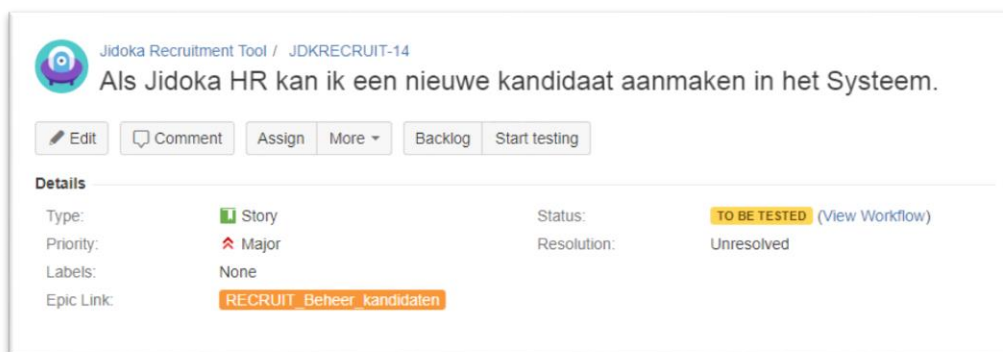 Jidoka Recruitment Tool / JDKRECRUIT-14
Als Jidoka HR kan ik een nieuwe kandidaat aanmaken in het Systeem.
Edit Comment Assign More Backlog Start testing
Details
Type: Story Status: TO BE TESTED (View Workflow)
Priority: Major Resolution: Unresolved
Labels: None
Epic Link: RECRUIT_Beheer_kandidaten